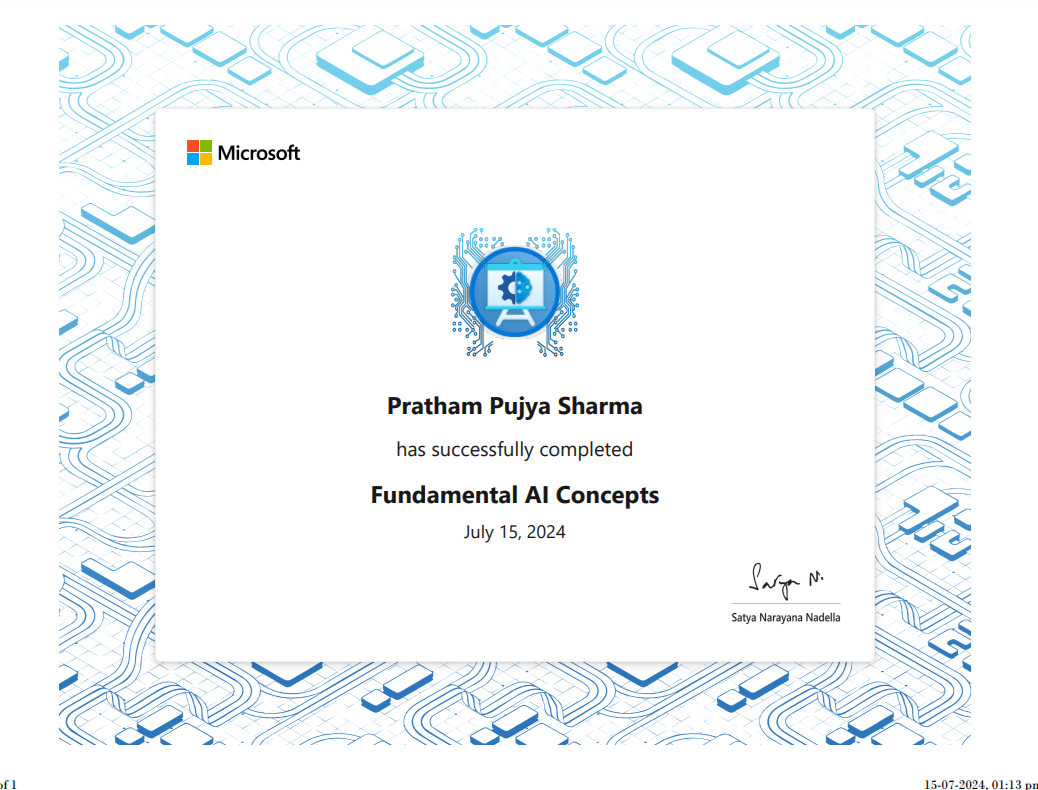 Microsoft
Pratham Pujya Sharma
has successfully completed
Fundamental AI Concepts
July 15, 2024
Satya N.
Satya Narayana Nadella
of 1
15-07-2024, 01:13 pm